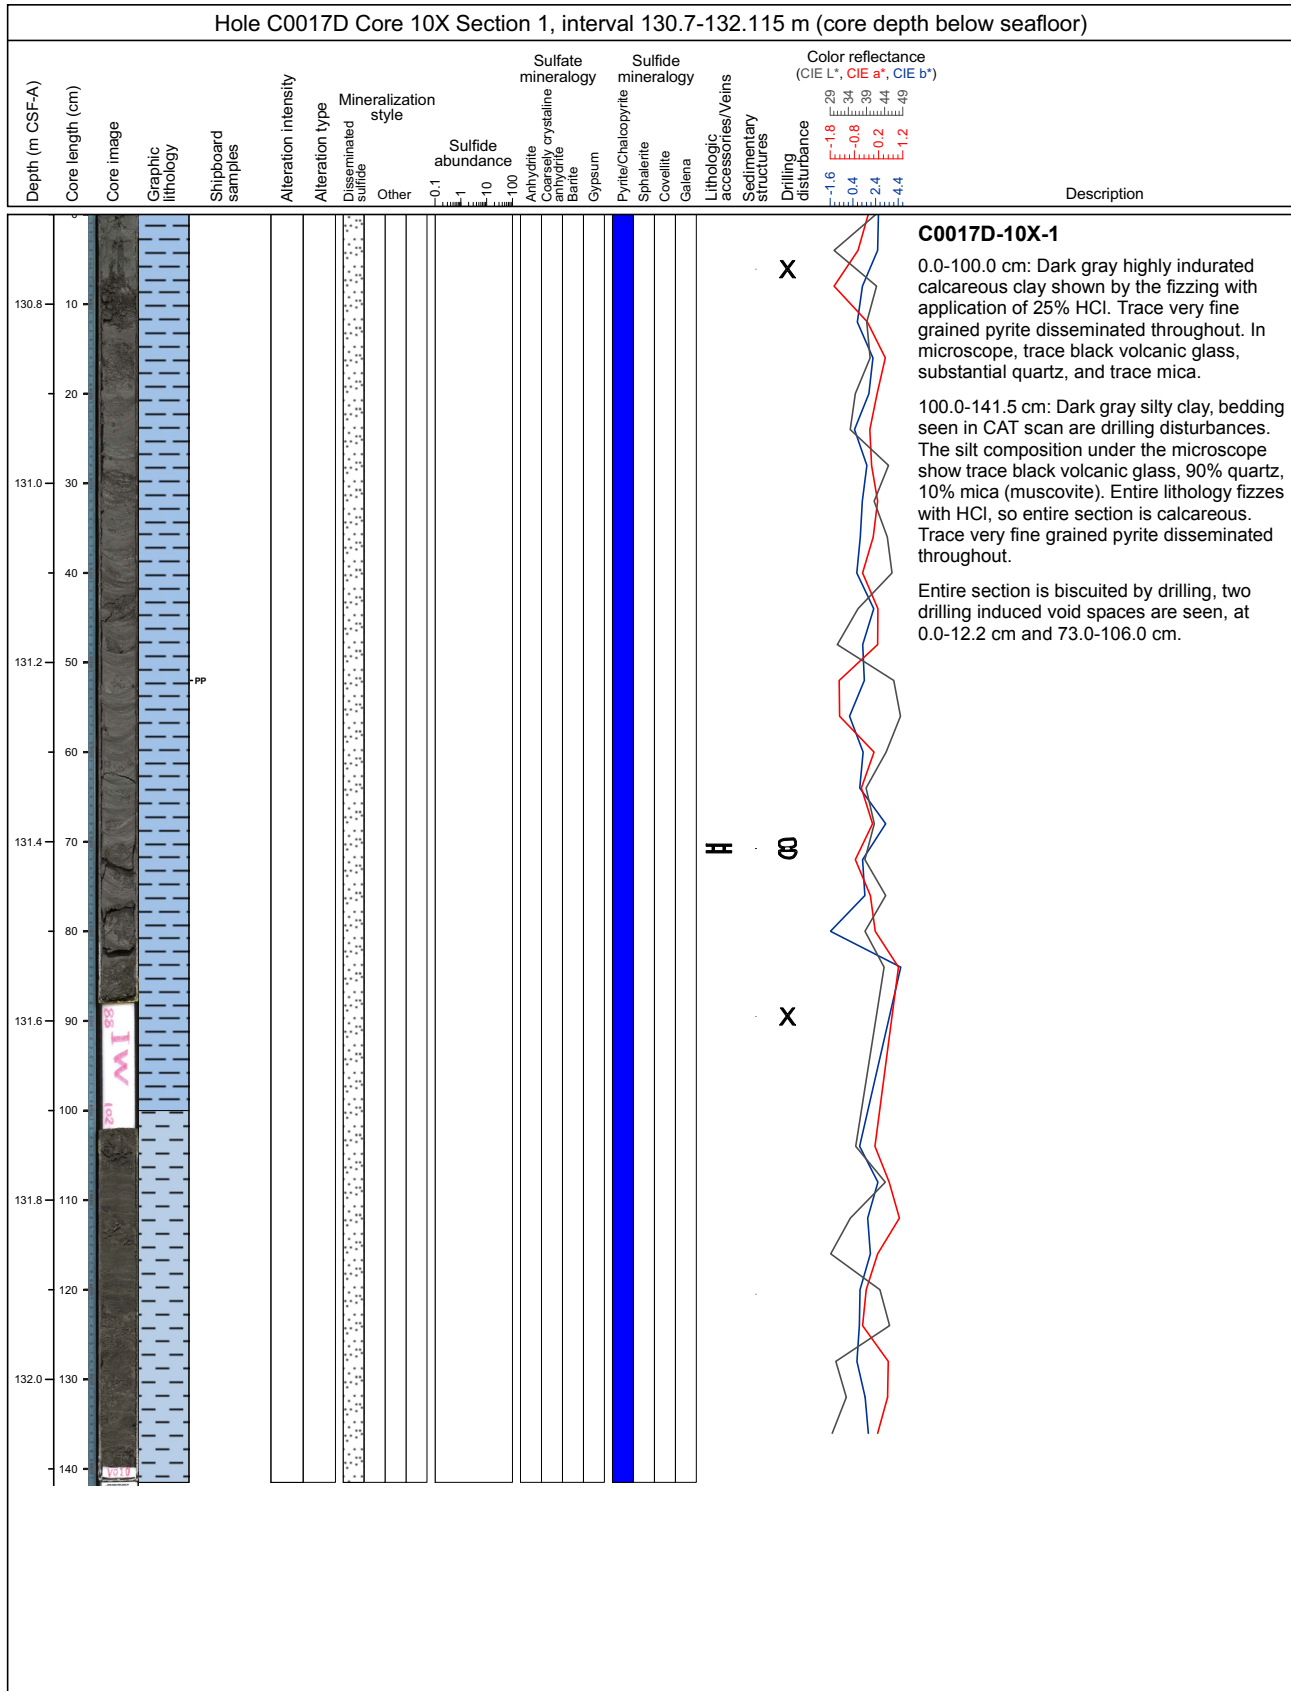 Hole C0017D Core 10X Section 1, interval 130.7-132.115 m (core depth below seafloor)
Depth (m CSF-A)
Core length (cm)
Core image
Graphic
lithology
Shipboard
samples
Alteration intensity
Alteration type
Mineralization
style
Disseminated
sulfide
Other
Sulfide
abundance
0.1
1
10
100
Sulfate
mineralogy
Anhydrite
Coarsely crystaline
anhydrite
Barite
Gypsum
Sulfide
mineralogy
Pyrite/Chalcopyrite
Sphalerite
Covellite
Galena
Lithologic
accessories/Veins
Sedimentary
structures
Drilling
disturbance
Color reflectance
(CIE L*, CIE a*, CIE b*)
29 34 39 44 49
-1.8 -0.8 0.2 1.2
-1.6 0.4 2.4 4.4
Description
130.8
131.0
131.2
131.4
131.6
131.8
132.0
0
10
20
30
40
50
60
70
80
90
100
110
120
130
140
88
IW
102
VOID
PP
X
X
C0017D-10X-1
0.0-100.0 cm: Dark gray highly indurated
calcareous clay shown by the fizzing with
application of 25% HCl. Trace very fine
grained pyrite disseminated throughout. In
microscope, trace black volcanic glass,
substantial quartz, and trace mica.
100.0-141.5 cm: Dark gray silty clay, bedding
seen in CAT scan are drilling disturbances.
The silt composition under the microscope
show trace black volcanic glass, 90% quartz,
10% mica (muscovite). Entire lithology fizzes
with HCl, so entire section is calcareous.
Trace very fine grained pyrite disseminated
throughout.
Entire section is biscuited by drilling, two
drilling induced void spaces are seen, at
0.0-12.2 cm and 73.0-106.0 cm.